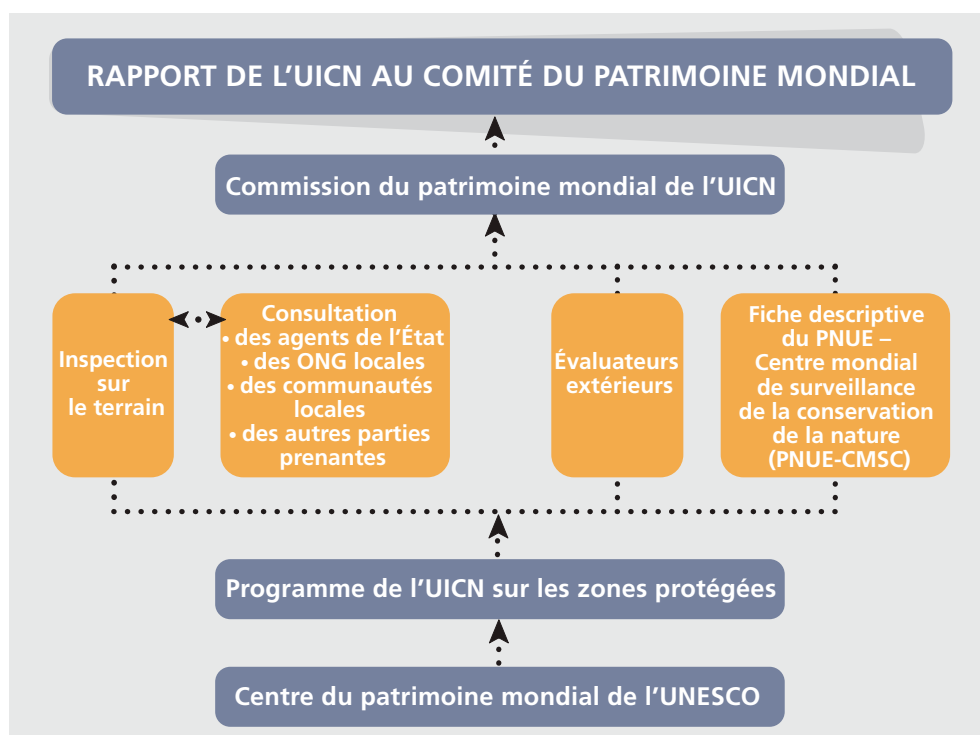 RAPPORT DE L’UICN AU COMITÉ DU PATRIMOINE MONDIAL
Commission du patrimoine mondial de l’UICN
Inspection
sur
le terrain
Consultation
• des agents de l’État
• des ONG locales
• des communautés
locales
• des autres parties
prenantes
Évaluateurs
extérieurs
Fiche descriptive
du PNUE –
Centre mondial
de surveillance
de la conservation
de la nature
(PNUE-CMSC)
Programme de l’UICN sur les zones protégées
Centre du patrimoine mondial de l’UNESCO